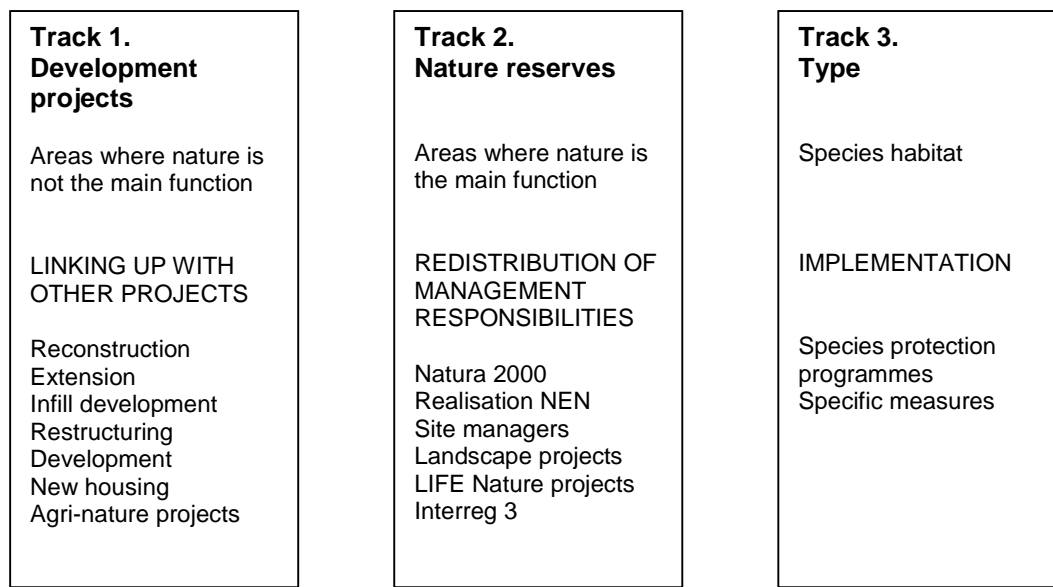 Track 1.
Development
projects
Areas where nature is
not the main function
LINKING UP WITH
OTHER PROJECTS
Reconstruction
Extension
Infill development
Restructuring
Development
New housing
Agri-nature projects
Track 2.
Nature reserves
Areas where nature is
the main function
REDISTRIBUTION OF
MANAGEMENT
RESPONSIBILITIES
Natura 2000
Realisation NEN
Site managers
Landscape projects
LIFE Nature projects
Interreg 3
Track 3.
Type
Species habitat
IMPLEMENTATION
Species protection
programmes
Specific measures